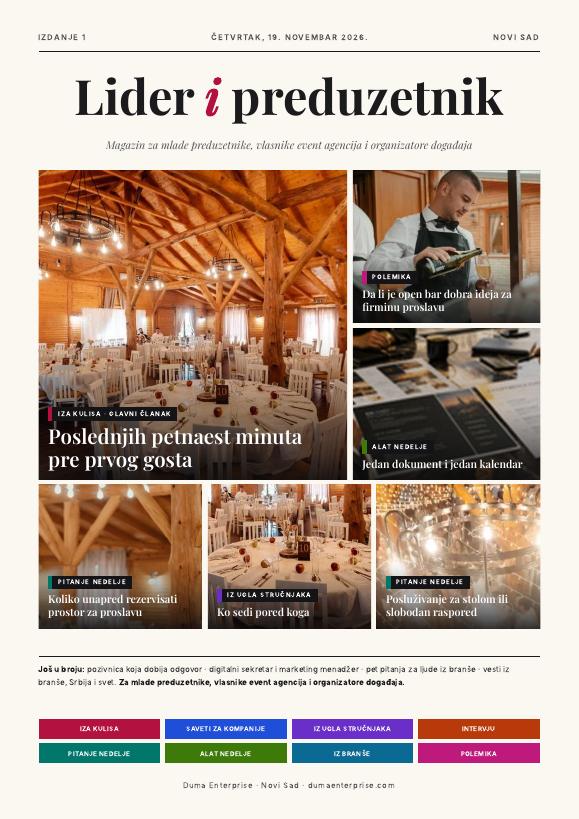 IZDANJE 1
ČETVRTAK, 19. NOVEMBAR 2026.
NOVI SAD
Lider i preduzetnik
Magazin za mlade preduzetnike, vlasnike event agencija i organizatore događaja
POLEMIKA
Da li je open bar dobra ideja za
firminu proslavu
IZA KULISA · GLAVNI ČLANAK
Poslednjih petnaest minuta
pre prvog gosta
ALAT NEDELJE
Jedan dokument i jedan kalendar
PITANJE NEDELJE
Koliko unapred rezervisati
prostor za proslavu
IZ UGLA STRUČNJAKA
Ko sedi pored koga
PITANJE NEDELJE
Posluživanje za stolom ili
slobodan raspored
Još u broju: pozivnica koja dobija odgovor · digitalni sekretar i marketing menadžer · pet pitanja za ljude iz branše · vesti iz
branše, Srbija i svet. Za mlade preduzetnike, vlasnike event agencija i organizatore događaja.
IZA KULISA
SAVETI ZA KOMPANIJE
IZ UGLA STRUČNJAKA
INTERVJU
PITANJE NEDELJE
ALAT NEDELJE
IZ BRANŠE
POLEMIKA
Duma Enterprise · Novi Sad · dumaenterprise.com